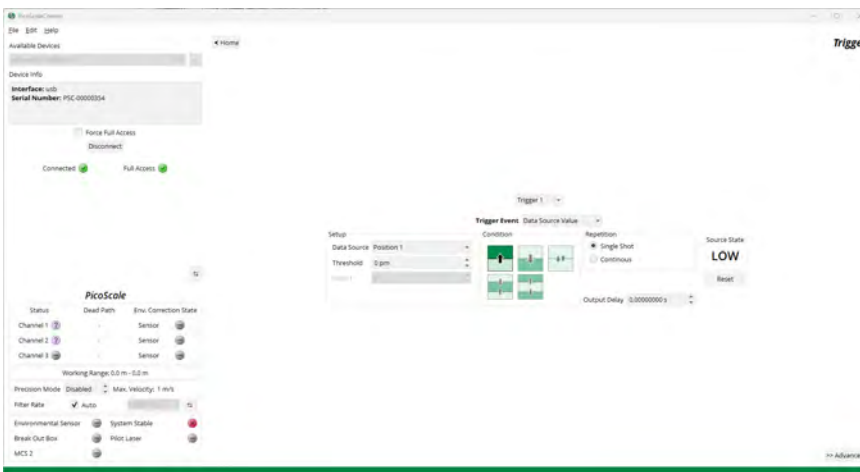 PicoScaleControl
File Edit Help
Available Devices
Device Info
Interface: usb
Serial Number: PSC-00000354
Force Full Access
Disconnect
Connected Full Access
PicoScale
Status Dead Path Env. Correction State
Channel 1 - Sensor
Channel 2 - Sensor
Channel 3 - Sensor
Working Range: 0.0 m - 0.0 m
Precision Mode Disabled Max. Velocity: 1 m/s
Filter Rate Auto
Environmental Sensor System Stable
Break Out Box Pilot Laser
MCS 2
Home
Trigge
Trigger 1
Trigger Event Data Source Value
Setup
Data Source Position 1
Threshold 0 pm
Condition
Repetition
Single Shot
Continous
Output Delay 0.00000000 s
Source State
LOW
Reset
>> Advance